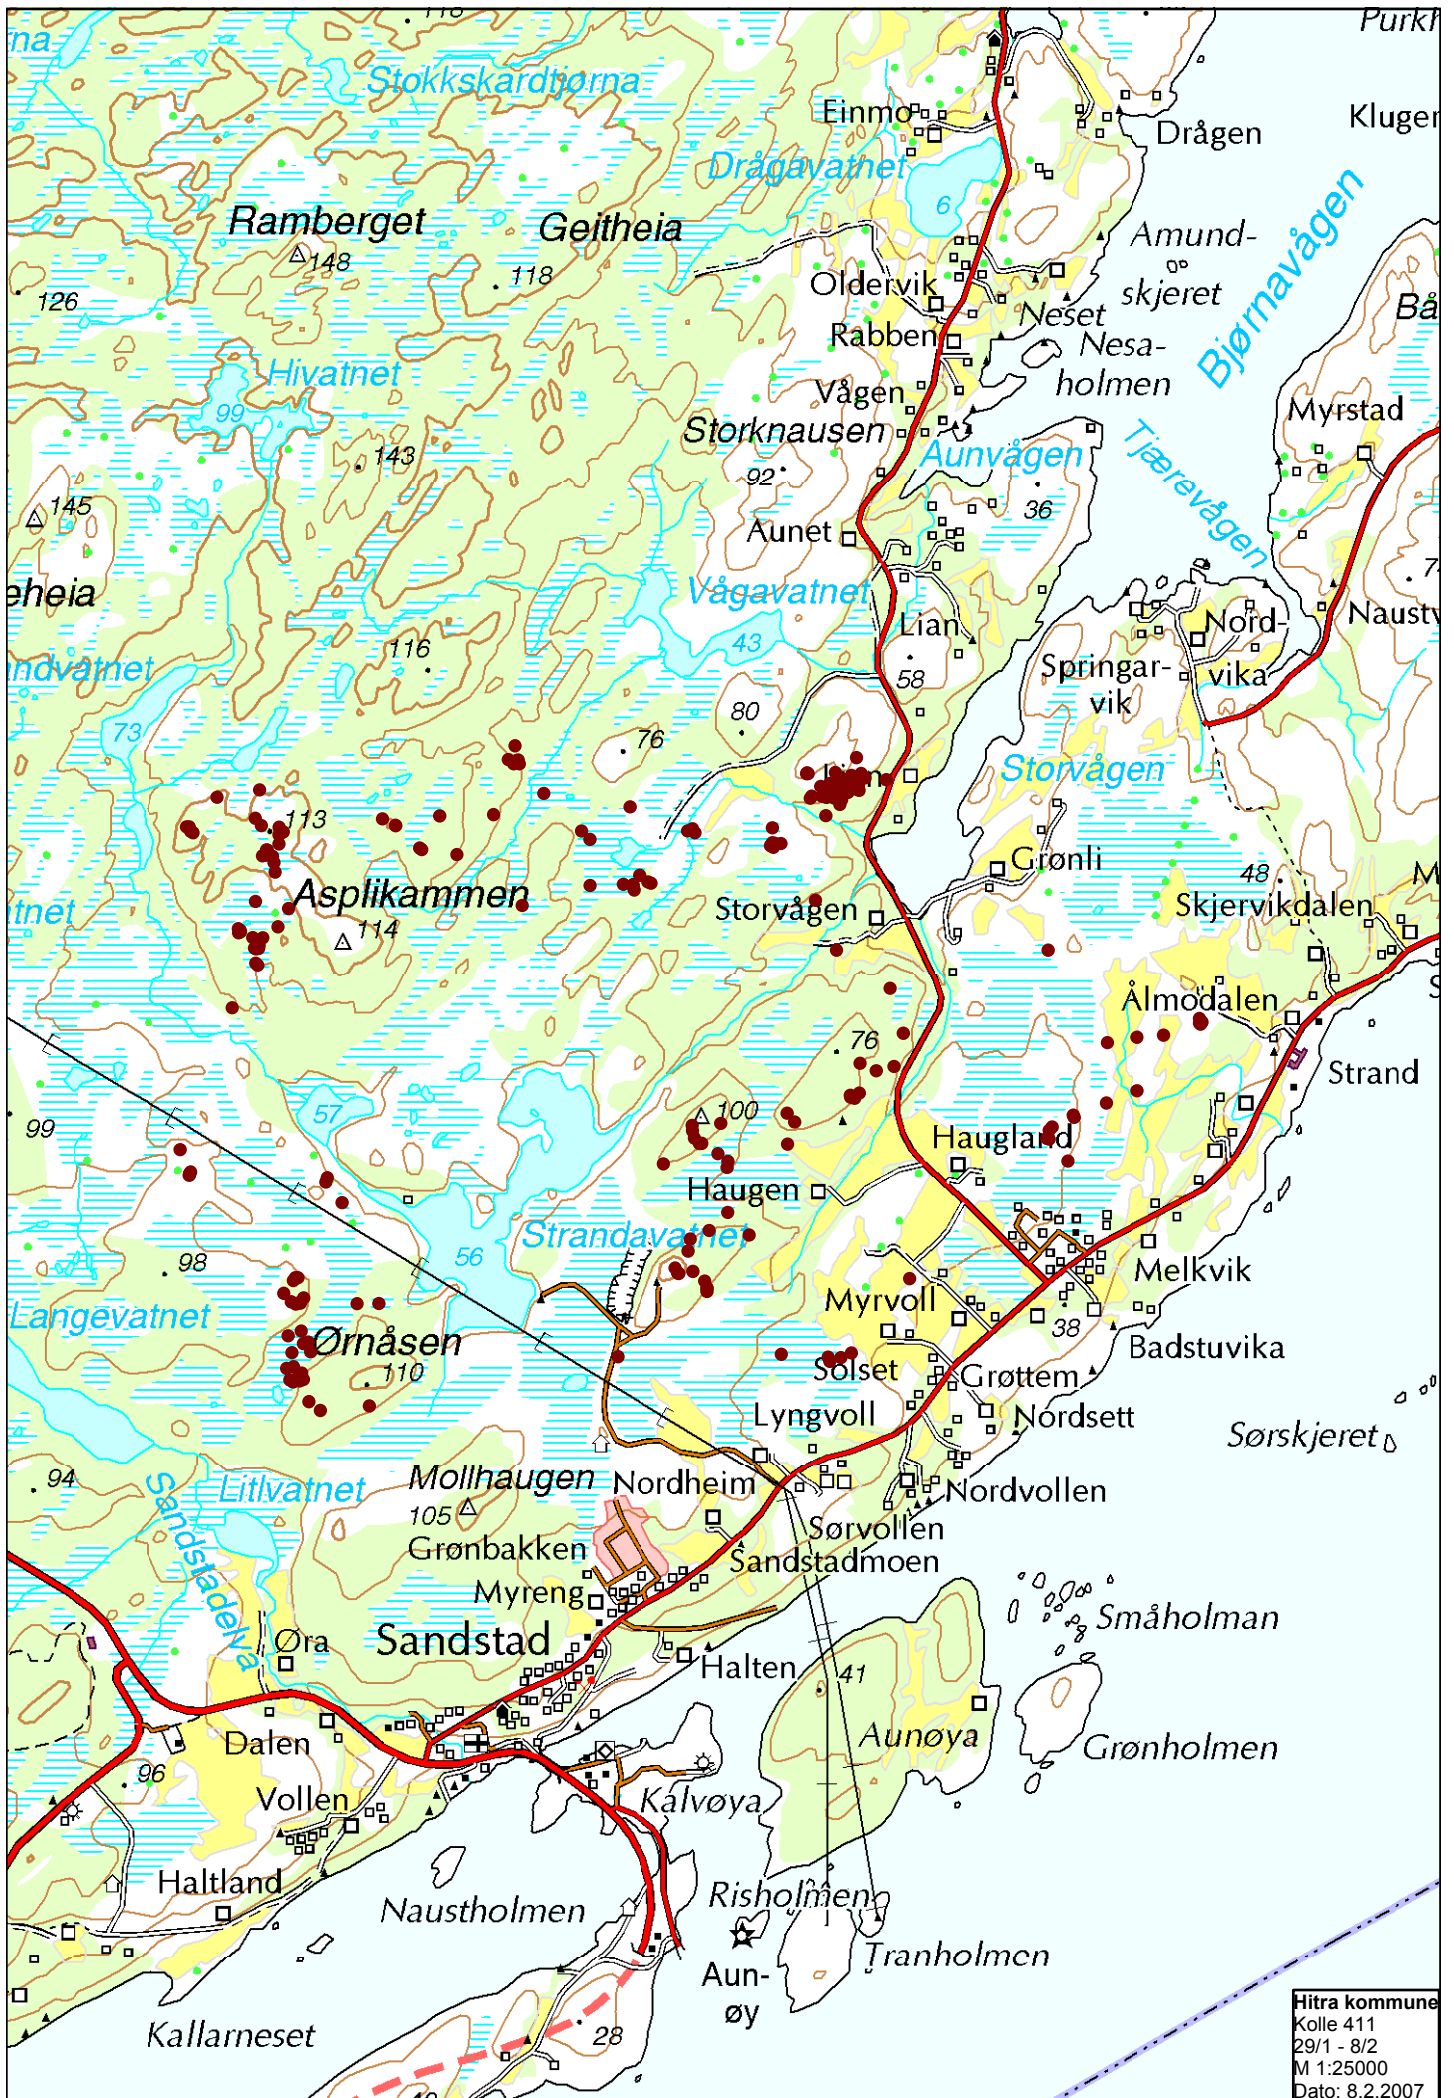 118
Purkh
na
Stokkskardtjørna
Einmo
Drågen
Kluger
Drågavatnet
6
Ramberget
148
Geitheia
118
126
Amund-
skjeret
Bjørnavågen
Oldervik
Neset
Rabben
Nesa-
holmen
Bå
Hivatnet
99
Vågen
Myrstad
Storknausen
143
Aunvågen
92
36
Tjærevågen
145
Aunet
eheia
Vågavatnet
43
Lian
Nord-
vika
Naustv
116
Springar-
vik
ndvatnet
58
73
80
76
Storvågen
113
Grønli
48
M
Asplikammen
114
Storvågen
Skjervikdalen
tnet
Ålmodalen
S
76
Strand
57
100
99
Haugland
Haugen
Strandavatnet
56
98
Melkvik
Langevatnet
Myrvoll
38
Ørnåsen
110
Badstuvika
Solset
Grøttem
Lyngvoll
Nordsett
Sørskjeret
94
Sandstadelva
Litlvatnet
Mollhaugen
105
Nordheim
Nordvollen
Sørvollen
Grønbakken
Sandstadmoen
Myreng
Småholman
Sandstad
Øra
Halten
41
Aunøya
Dalen
Grønholmen
96
Vollen
Kalvøya
Haltland
Risholmen
Naustholmen
Tranholmen
Aun-
øy
Kallarneset
28
Hitra kommune
Kolle 411
29/1 - 8/2
M 1:25000
Dato: 8.2.2007